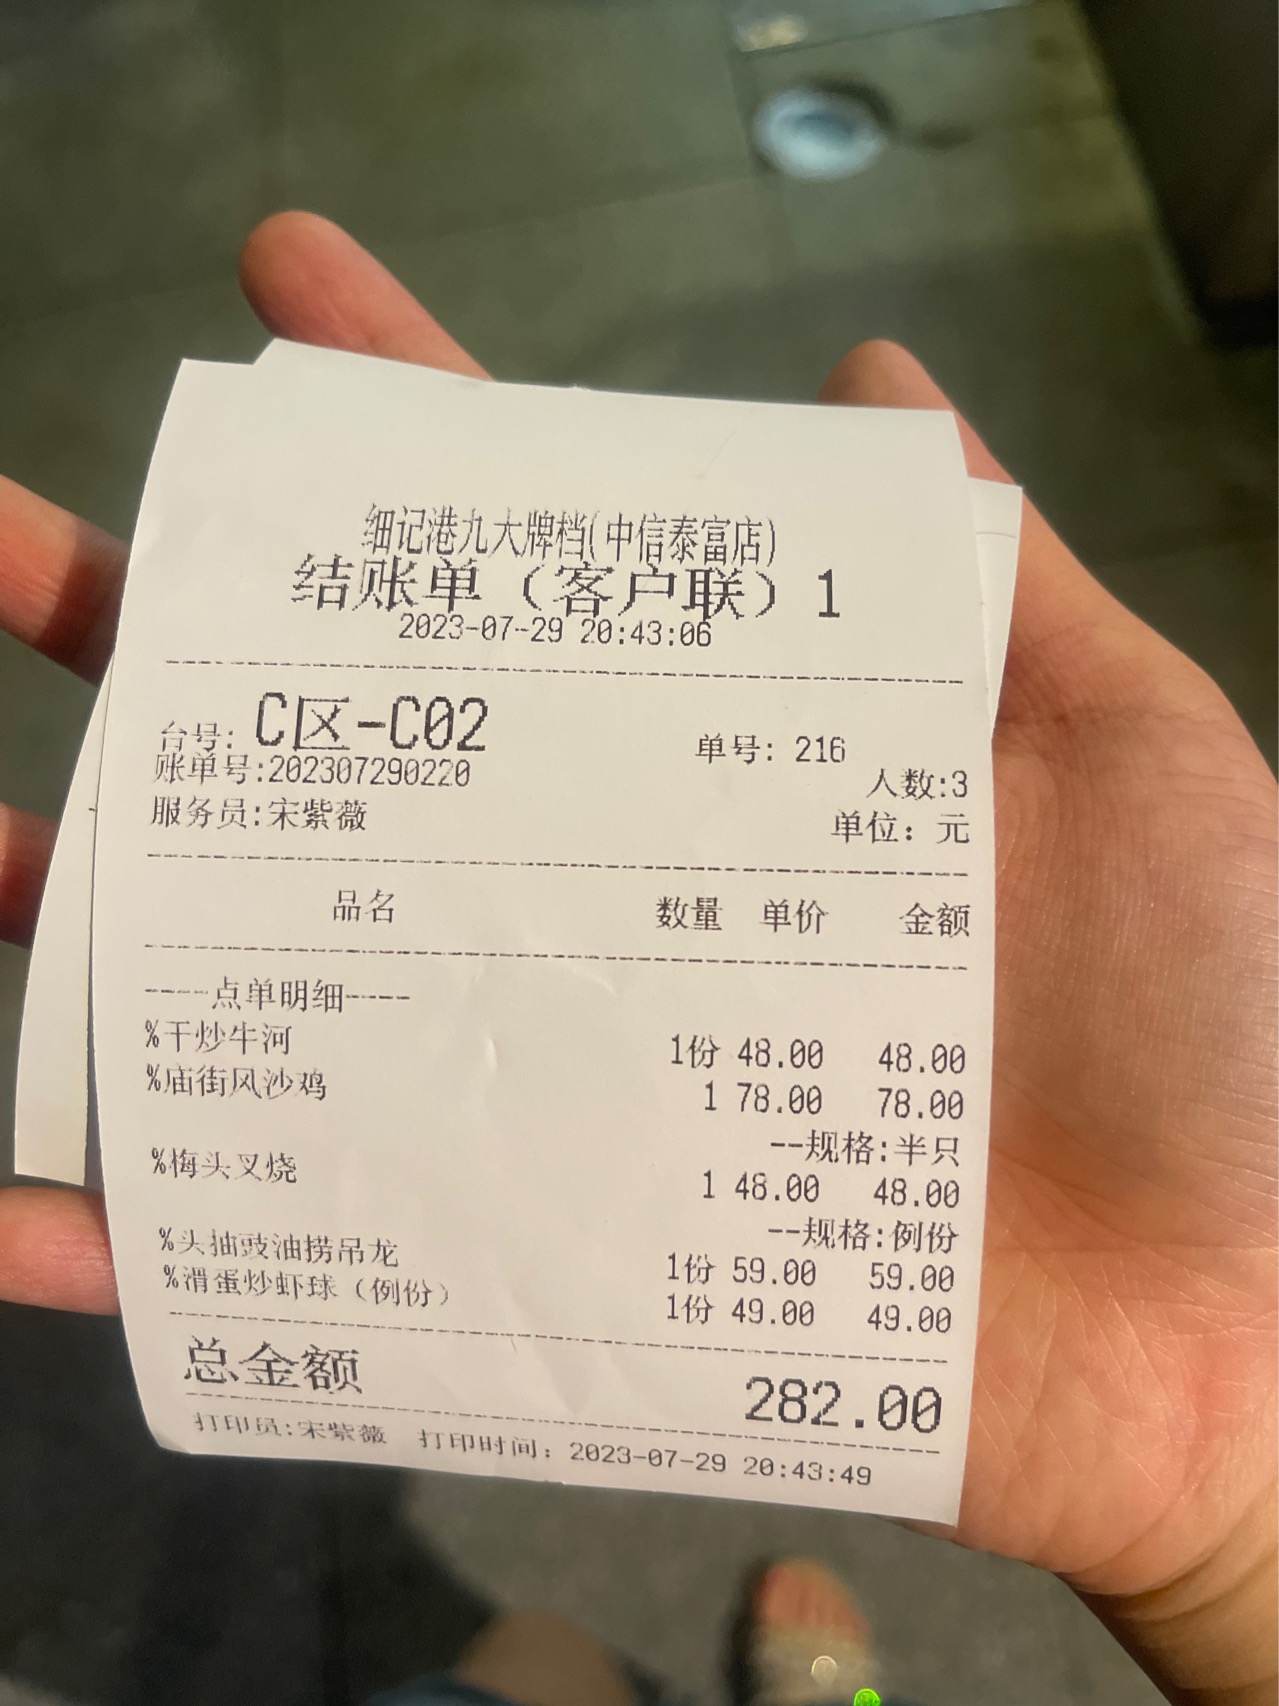 细记港九大牌档(中信泰富店)
结账单（客户联）1
2023-07-29 20:43:06
台号: C区-C02 单号: 216
账单号:202307290220 人数:3
服务员:宋紫薇 单位: 元
品名 数量 单价 金额
-----点单明细-----
%干炒牛河 1份 48.00 48.00
%庙街风沙鸡 1 78.00 78.00
--规格:半只
%梅头叉烧 1 48.00 48.00
--规格:例份
%头抽豉油捞吊龙 1份 59.00 59.00
%滑蛋炒虾球（例份） 1份 49.00 49.00
总金额 282.00
打印员:宋紫薇 打印时间: 2023-07-29 20:43:49